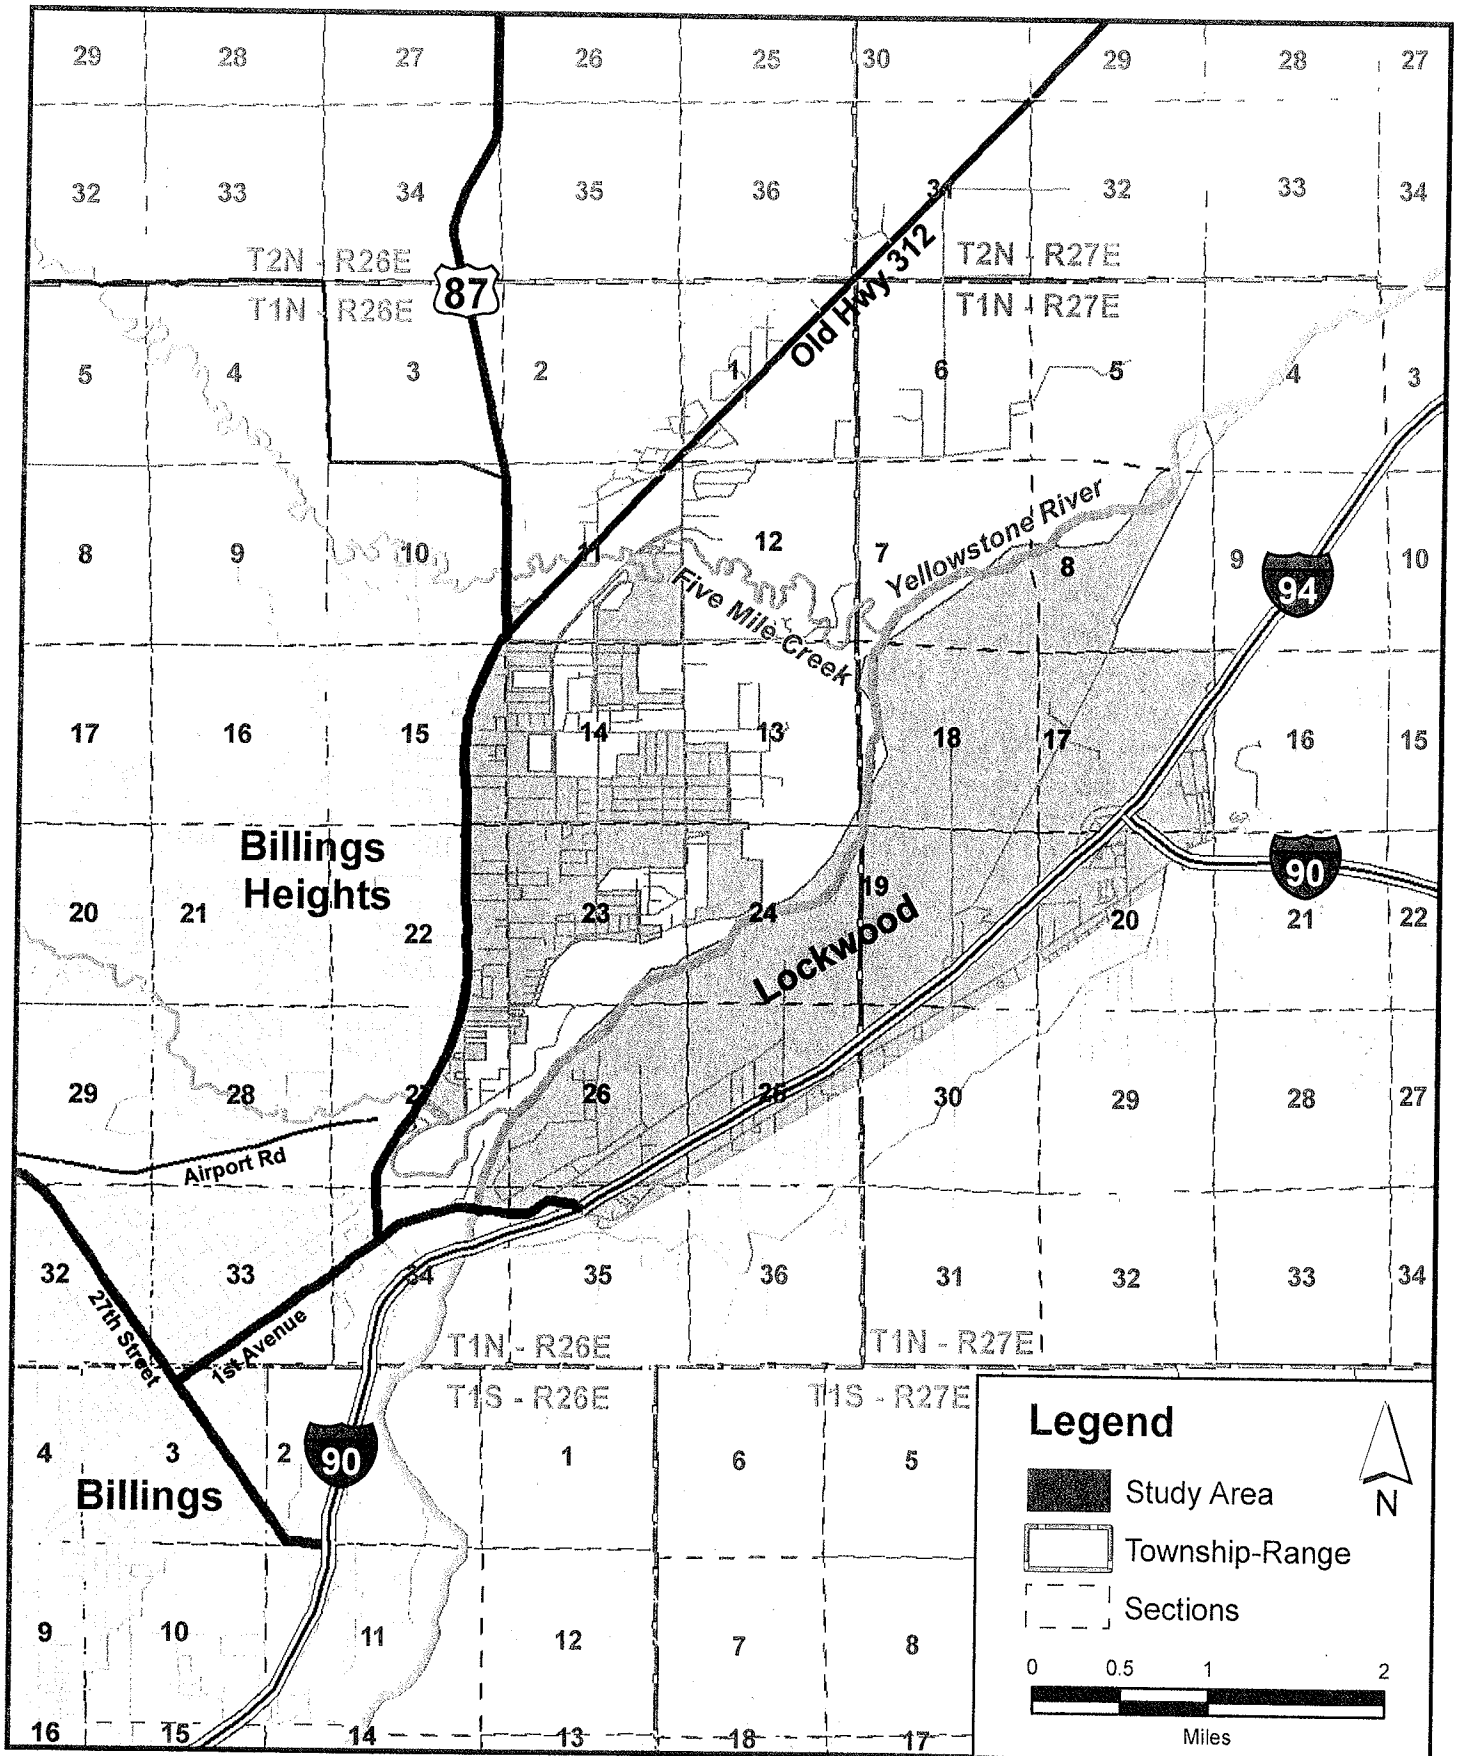 29 28 27 26 25 30 29 28 27
32 33 34 35 36 31 32 33 34
T2N - R26E T2N - R27E
87
T1N - R26E T1N - R27E
Old Hwy 312
5 4 3 2 1 6 5 4 3
Yellowstone River
8 9 10 11 12 7 8 9 10
94
Five Mile Creek
17 16 15 14 13 18 17 16 15
Billings
Heights
90
20 21 22 23 24 19 20 21 22
Lockwood
29 28 27 26 25 30 29 28 27
Airport Rd
32 33 34 35 36 31 32 33 34
27th Street
1st Avenue
T1N - R26E T1N - R27E
T1S - R26E T1S - R27E
4 3 2 1 6 5
90
Billings
9 10 11 12 7 8
16 15 14 13 18 17
Legend
Study Area
Township-Range
Sections
N
0 0.5 1 2
Miles